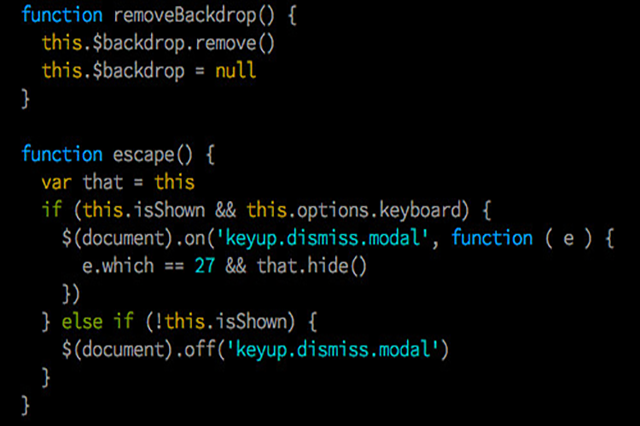 function removeBackdrop() {
  this.$backdrop.remove()
  this.$backdrop = null
}

function escape() {
  var that = this
  if (this.isShown && this.options.keyboard) {
    $(document).on('keyup.dismiss.modal', function ( e ) {
      e.which == 27 && that.hide()
    })
  } else if (!this.isShown) {
    $(document).off('keyup.dismiss.modal')
  }
}